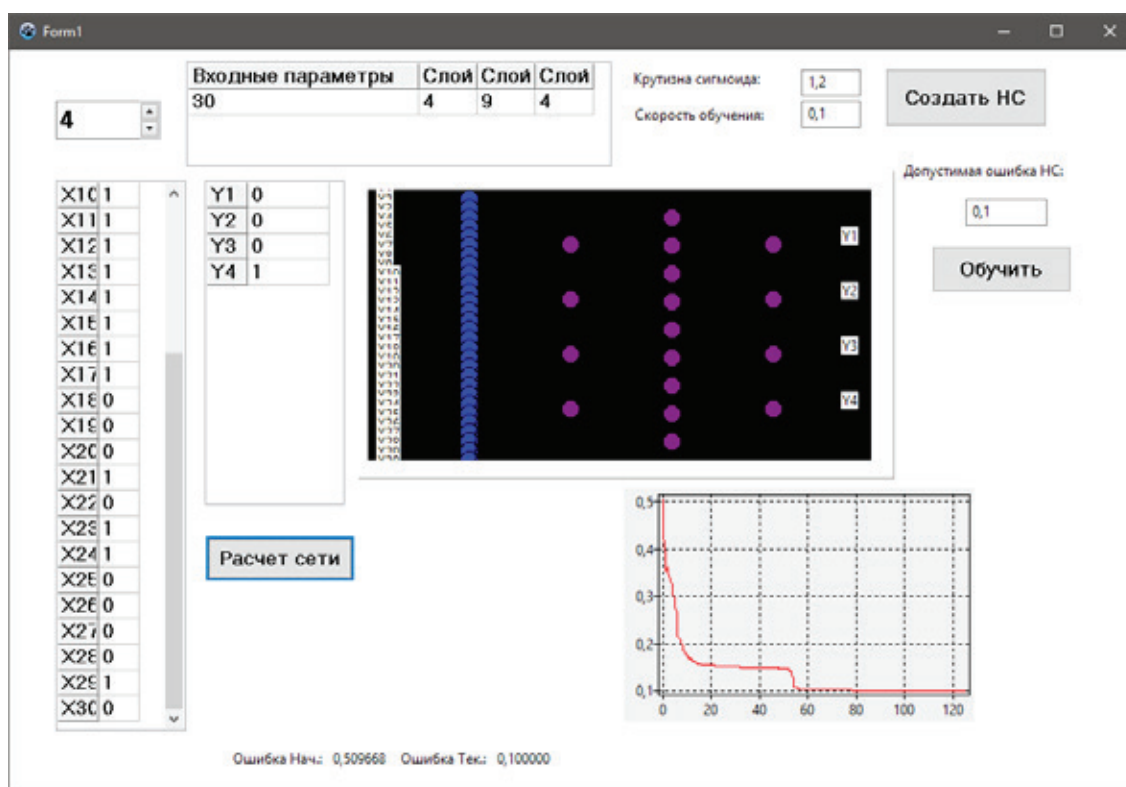 Form1
Входные параметры Слой Слой Слой
30 4 9 4
4
Крутизна сигмоида: 1,2
Скорость обучения: 0,1
Создать НС
Допустимая ошибка НС:
0,1
Обучить
X10 1
X11 1
X12 1
X13 1
X14 1
X15 1
X16 1
X17 1
X18 0
X19 0
X20 0
X21 1
X22 0
X23 1
X24 1
X25 0
X26 0
X27 0
X28 0
X29 1
X30 0
Y1 0
Y2 0
Y3 0
Y4 1
Y1
Y2
Y3
Y4
Расчет сети
0,5
0,4
0,3
0,2
0,1
0 20 40 60 80 100 120
Ошибка Нач.: 0,509668 Ошибка Тек.: 0,100000